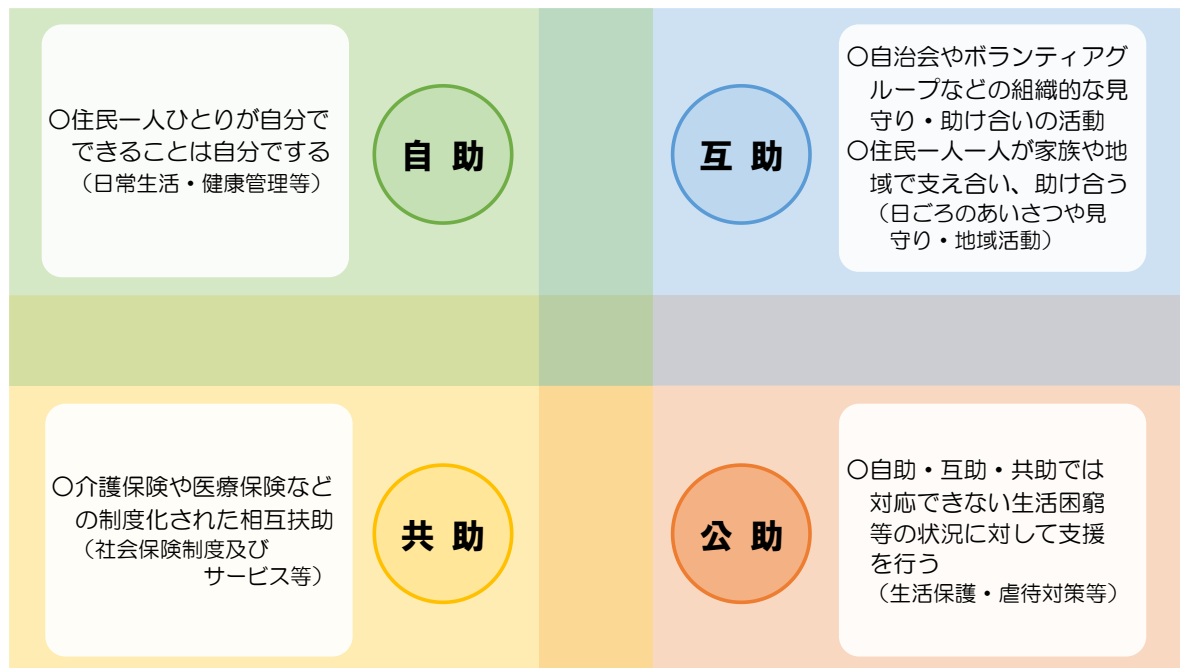 〇住民一人ひとりが自分で
できることは自分でする
（日常生活・健康管理等）
自 助
互 助
〇自治会やボランティアグ
ループなどの組織的な見
守り・助け合いの活動
〇住民一人一人が家族や地
域で支え合い、助け合う
（日ごろのあいさつや見
守り・地域活動）
〇介護保険や医療保険など
の制度化された相互扶助
（社会保険制度及び
サービス等）
共 助
公 助
〇自助・互助・共助では
対応できない生活困窮
等の状況に対して支援
を行う
（生活保護・虐待対策等）